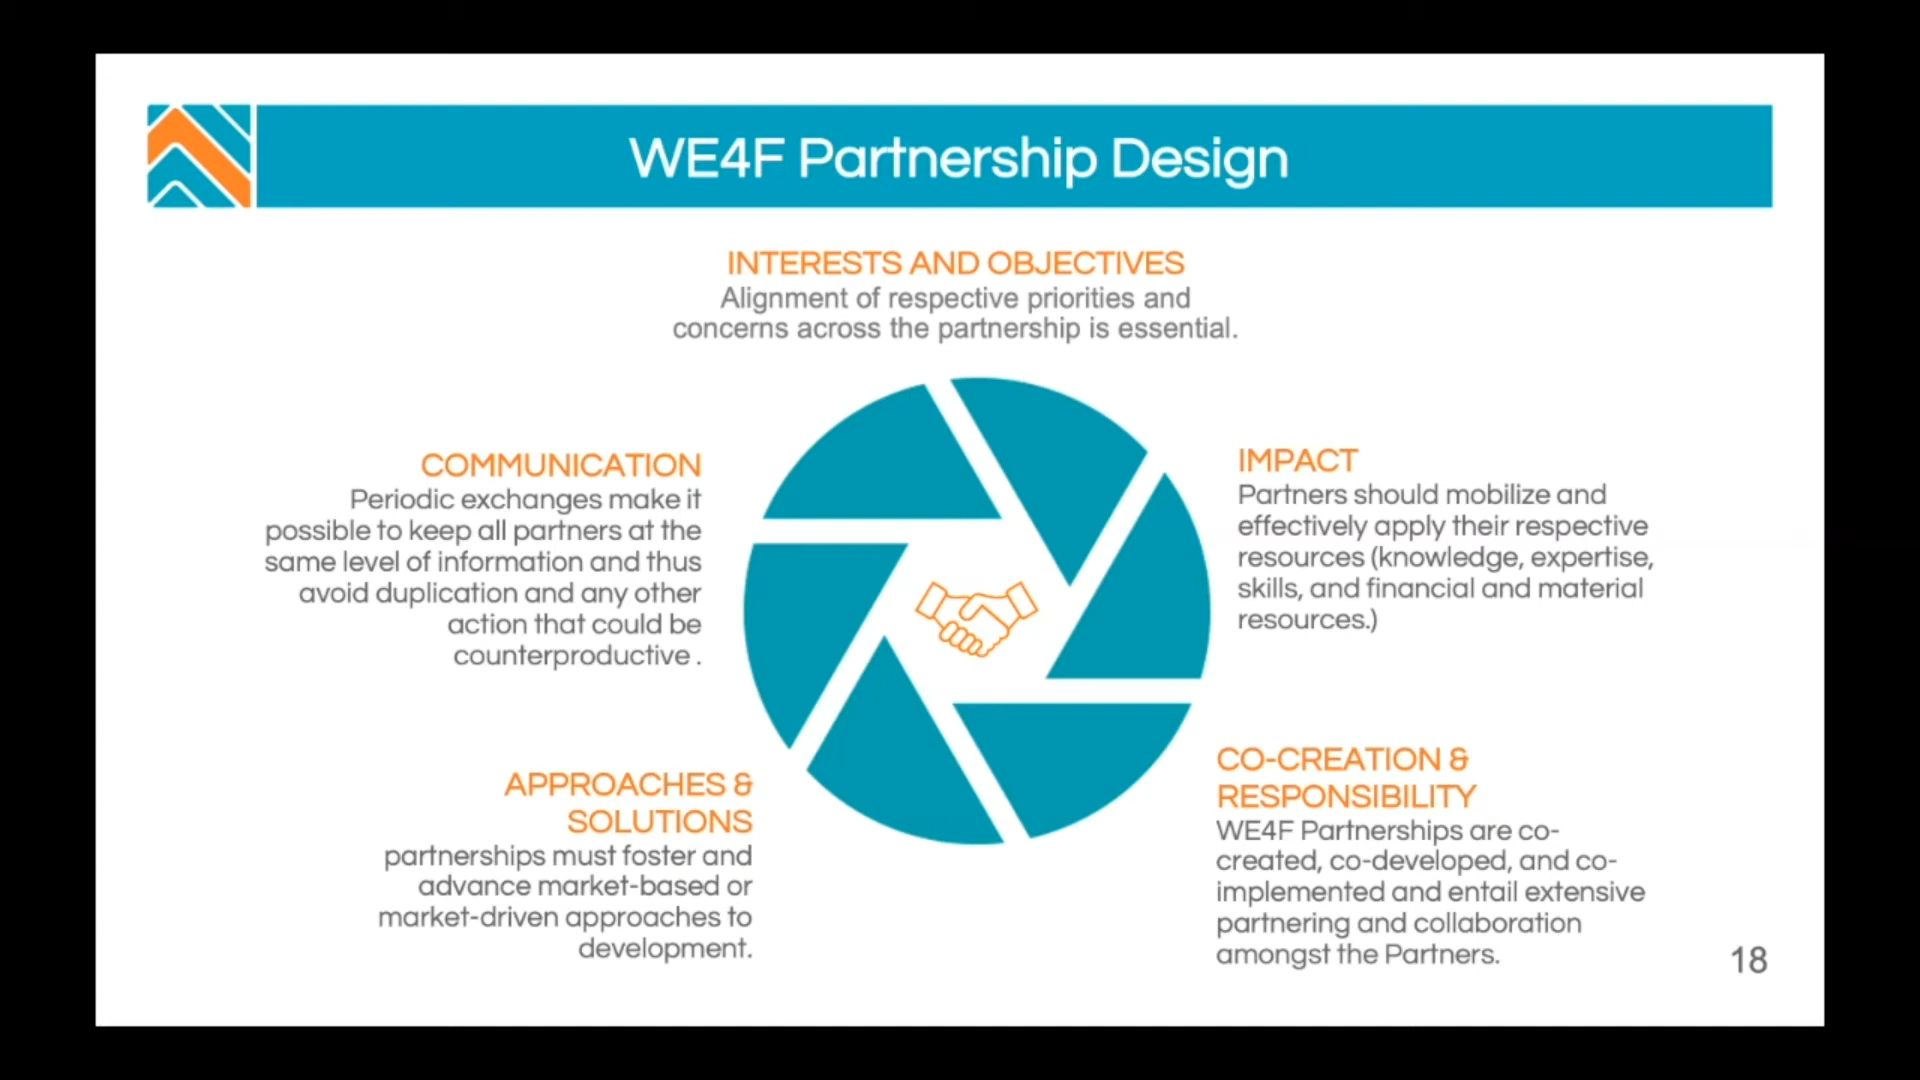 WE4F Partnership Design
INTERESTS AND OBJECTIVES
Alignment of respective priorities and
concerns across the partnership is essential.
COMMUNICATION
Periodic exchanges make it
possible to keep all partners at the
same level of information and thus
avoid duplication and any other
action that could be
counterproductive .
IMPACT
Partners should mobilize and
effectively apply their respective
resources (knowledge, expertise,
skills, and financial and material
resources.)
APPROACHES &
SOLUTIONS
partnerships must foster and
advance market-based or
market-driven approaches to
development.
CO-CREATION &
RESPONSIBILITY
WE4F Partnerships are co-
created, co-developed, and co-
implemented and entail extensive
partnering and collaboration
amongst the Partners.
18